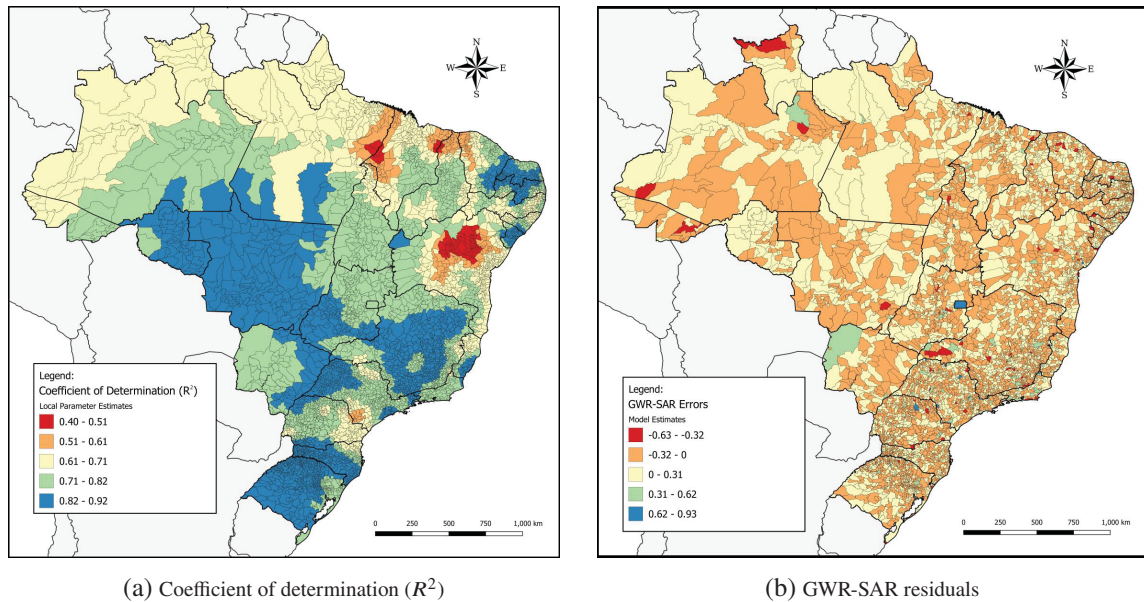 N
W E
S
Legend:
Coefficient of Determination (R²)
Local Parameter Estimates
0.40 - 0.51
0.51 - 0.61
0.61 - 0.71
0.71 - 0.82
0.82 - 0.92
0 250 500 750 1,000 km
(a) Coefficient of determination (R²)
N
W E
S
Legend:
GWR-SAR Errors
Model Estimates
-0.63 - -0.32
-0.32 - 0
0 - 0.31
0.31 - 0.62
0.62 - 0.93
0 250 500 750 1,000 km
(b) GWR-SAR residuals